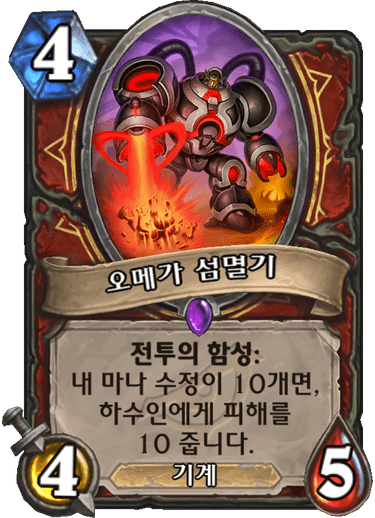 4
오메가 섬멸기
전투의 함성:
내 마나 수정이 10개면,
하수인에게 피해를
10 줍니다.
4
기계
5